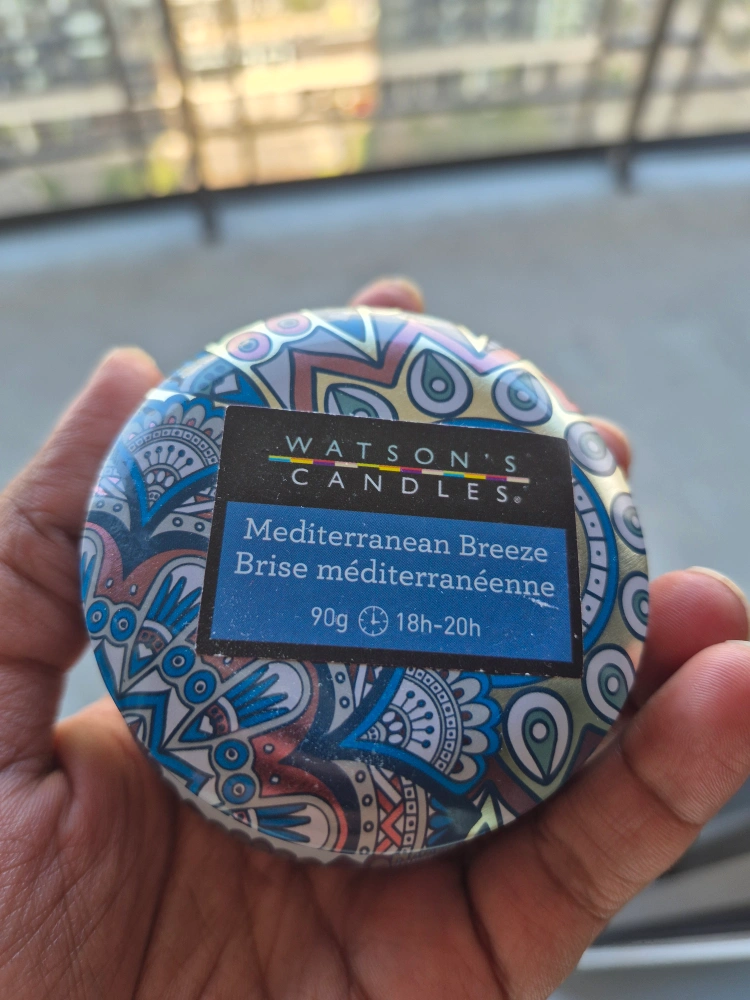 WATSON'S
CANDLES®
Mediterranean Breeze
Brise méditerranéenne
90g 18h-20h